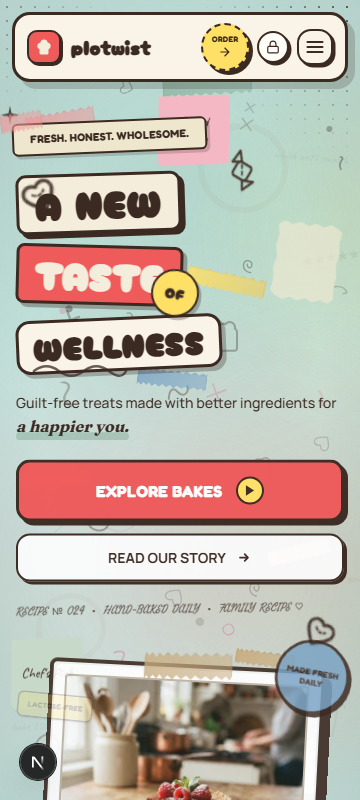 plotwist
ORDER
FRESH. HONEST. WHOLESOME.
A NEW
TASTE
OF
WELLNESS
Guilt-free treats made with better ingredients for
a happier you.
EXPLORE BAKES
READ OUR STORY
RECIPE № 024 • HAND-BAKED DAILY • FAMILY RECIPE ♡
MADE FRESH
DAILY
Chef's
LACTOSE-FREE
N